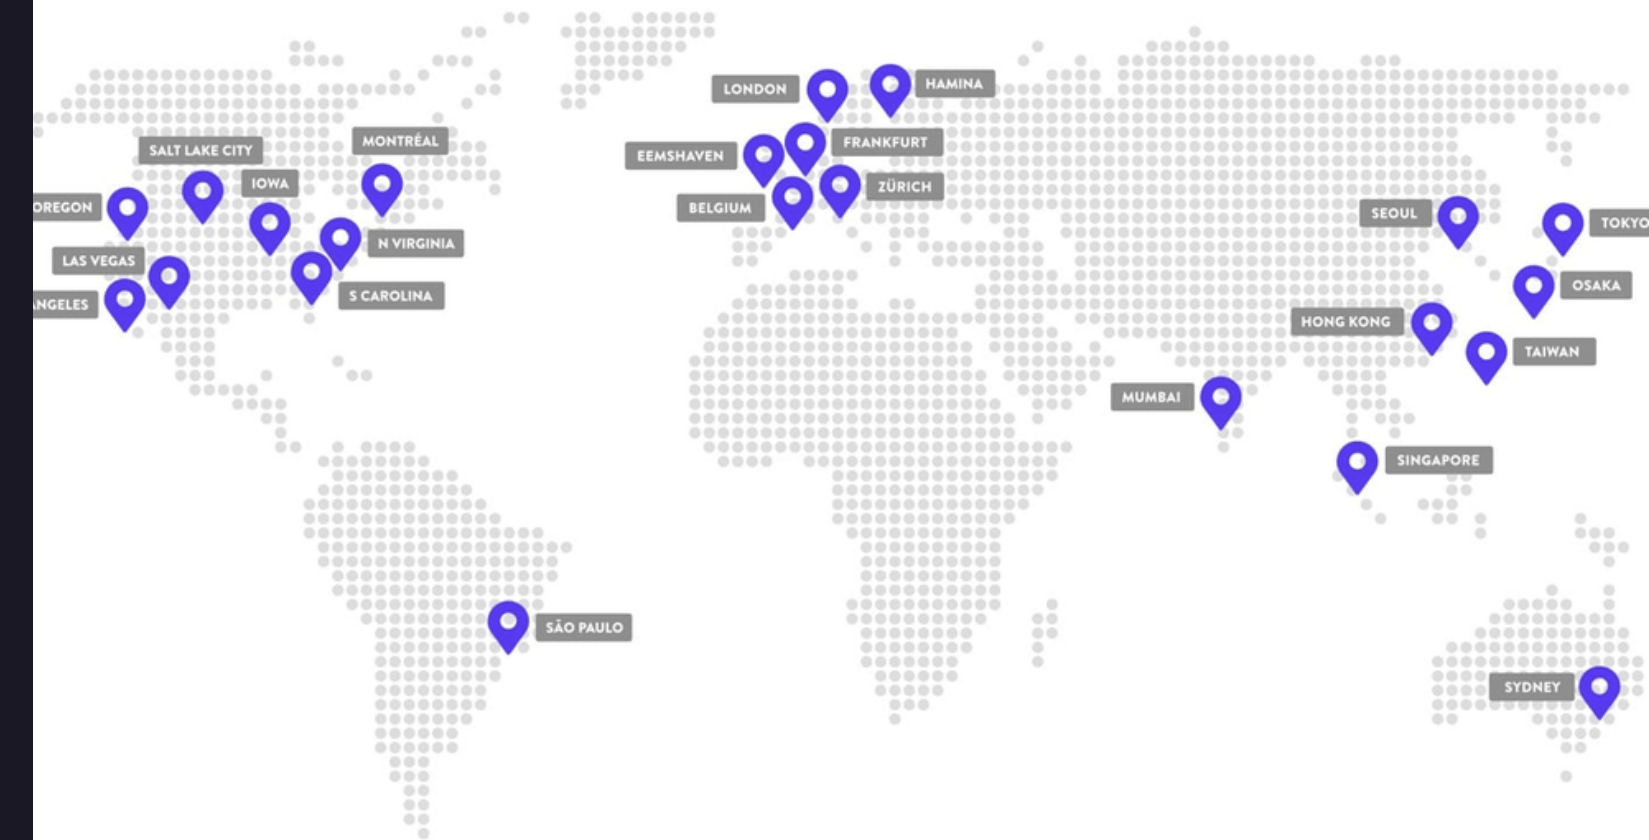 LONDON
HAMINA
MONTRÉAL
SALT LAKE CITY
FRANKFURT
EEMSHAVEN
IOWA
ZÜRICH
OREGON
BELGIUM
SEOUL
TOKYO
N VIRGINIA
LAS VEGAS
OSAKA
S CAROLINA
ANGELES
HONG KONG
TAIWAN
MUMBAI
SINGAPORE
SÃO PAULO
SYDNEY